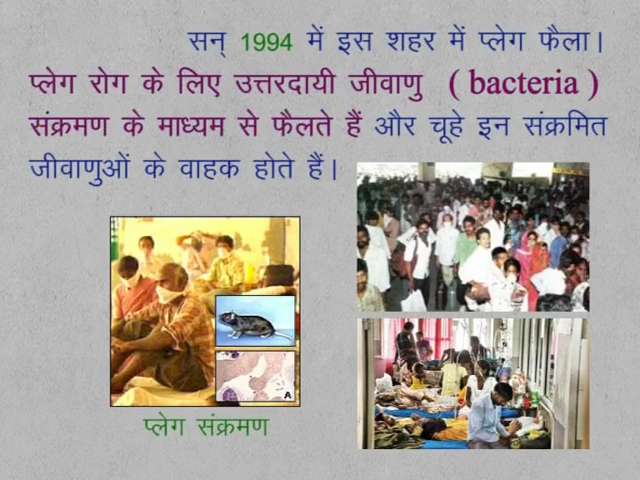 सन् 1994 में इस शहर में प्लेग फैला।
प्लेग रोग के लिए उत्तरदायी जीवाणु ( bacteria )
संक्रमण के माध्यम से फैलते हैं और चूहे इन संक्रमित
जीवाणुओं के वाहक होते हैं।
A
प्लेग संक्रमण